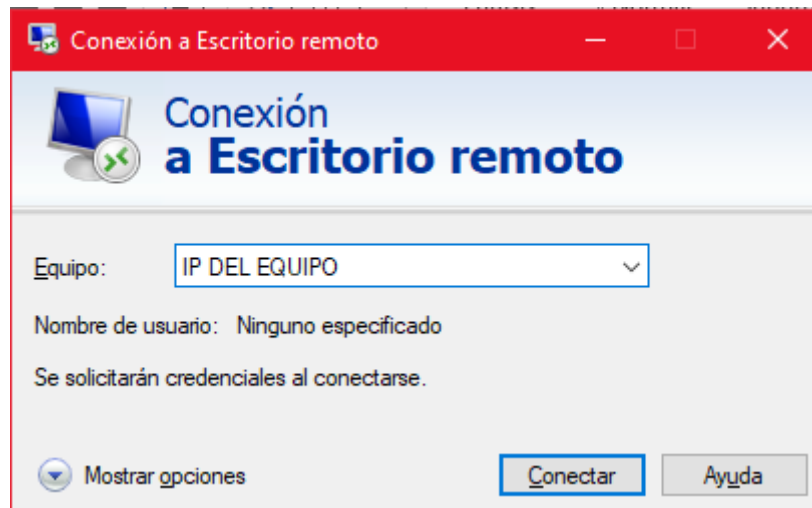 Conexión a Escritorio remoto
Conexión
a Escritorio remoto
Equipo: IP DEL EQUIPO
Nombre de usuario: Ninguno especificado
Se solicitarán credenciales al conectarse.
Mostrar opciones Conectar Ayuda